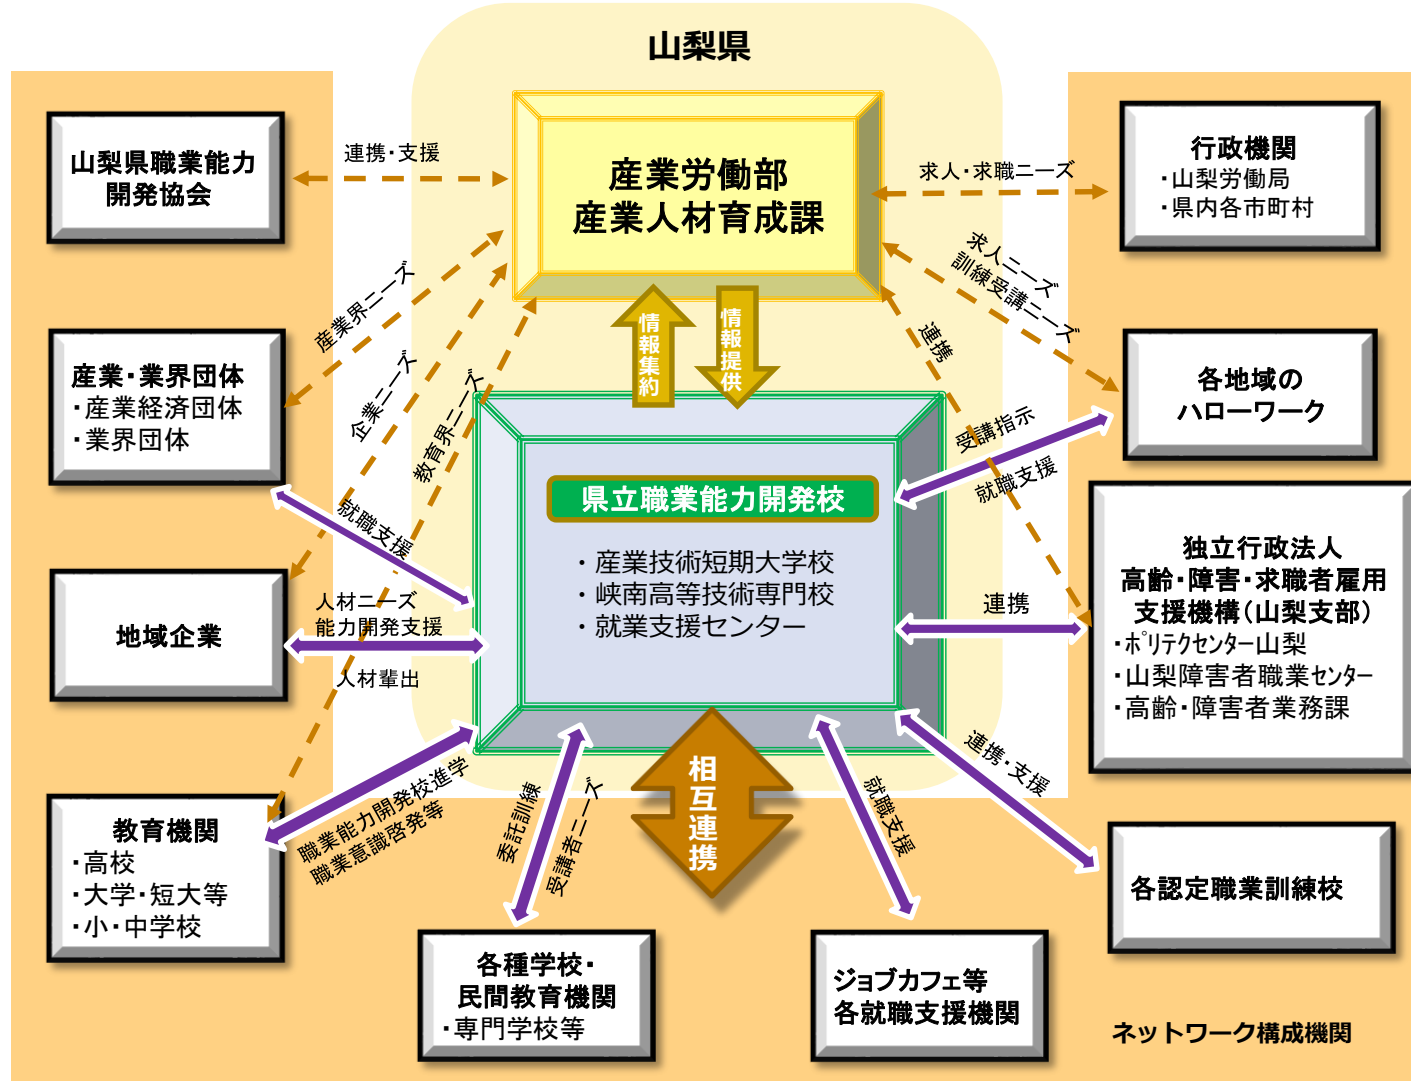 山梨県
産業労働部
産業人材育成課
山梨県職業能力
開発協会
連携・支援
行政機関
・山梨労働局
・県内各市町村
求人・求職ニーズ
求人ニーズ
訓練受講ニーズ
連携
産業界ニーズ
企業ニーズ
教育界ニーズ
情報集約
情報提供
産業・業界団体
・産業経済団体
・業界団体
各地域の
ハローワーク
受講指示
就職支援
県立職業能力開発校
・産業技術短期大学校
・峡南高等技術専門校
・就業支援センター
就職支援
地域企業
人材ニーズ
能力開発支援
人材輩出
連携
独立行政法人
高齢・障害・求職者雇用
支援機構（山梨支部）
・ﾎﾟﾘテクセンター山梨
・山梨障害者職業ｾﾝﾀｰ
・高齢・障害者業務課
教育機関
・高校
・大学・短大等
・小・中学校
職業能力開発校進学
職業意識啓発等
委託訓練
受講者ニーズ
相互連携
就職支援
連携・支援
各認定職業訓練校
各種学校・
民間教育機関
・専門学校等
ジョブカフェ等
各就職支援機関
ネットワーク構成機関